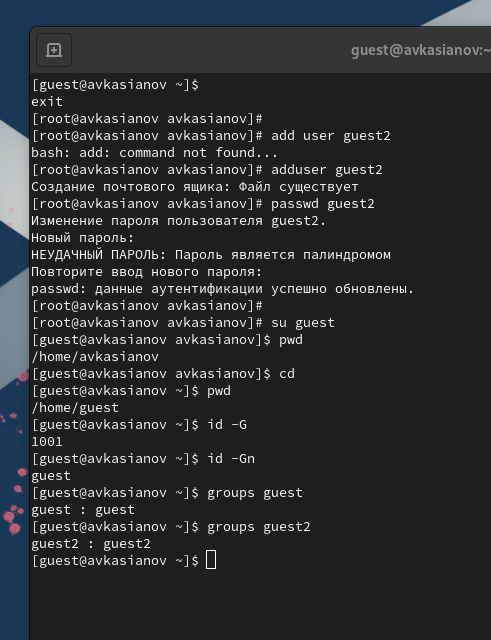 guest@avkasianov:~
[guest@avkasianov ~]$
exit
[root@avkasianov avkasianov]#
[root@avkasianov avkasianov]# add user guest2
bash: add: command not found...
[root@avkasianov avkasianov]# adduser guest2
Создание почтового ящика: Файл существует
[root@avkasianov avkasianov]# passwd guest2
Изменение пароля пользователя guest2.
Новый пароль:
НЕУДАЧНЫЙ ПАРОЛЬ: Пароль является палиндромом
Повторите ввод нового пароля:
passwd: данные аутентификации успешно обновлены.
[root@avkasianov avkasianov]#
[root@avkasianov avkasianov]# su guest
[guest@avkasianov avkasianov]$ pwd
/home/avkasianov
[guest@avkasianov avkasianov]$ cd
[guest@avkasianov ~]$ pwd
/home/guest
[guest@avkasianov ~]$ id -G
1001
[guest@avkasianov ~]$ id -Gn
guest
[guest@avkasianov ~]$ groups guest
guest : guest
[guest@avkasianov ~]$ groups guest2
guest2 : guest2
[guest@avkasianov ~]$